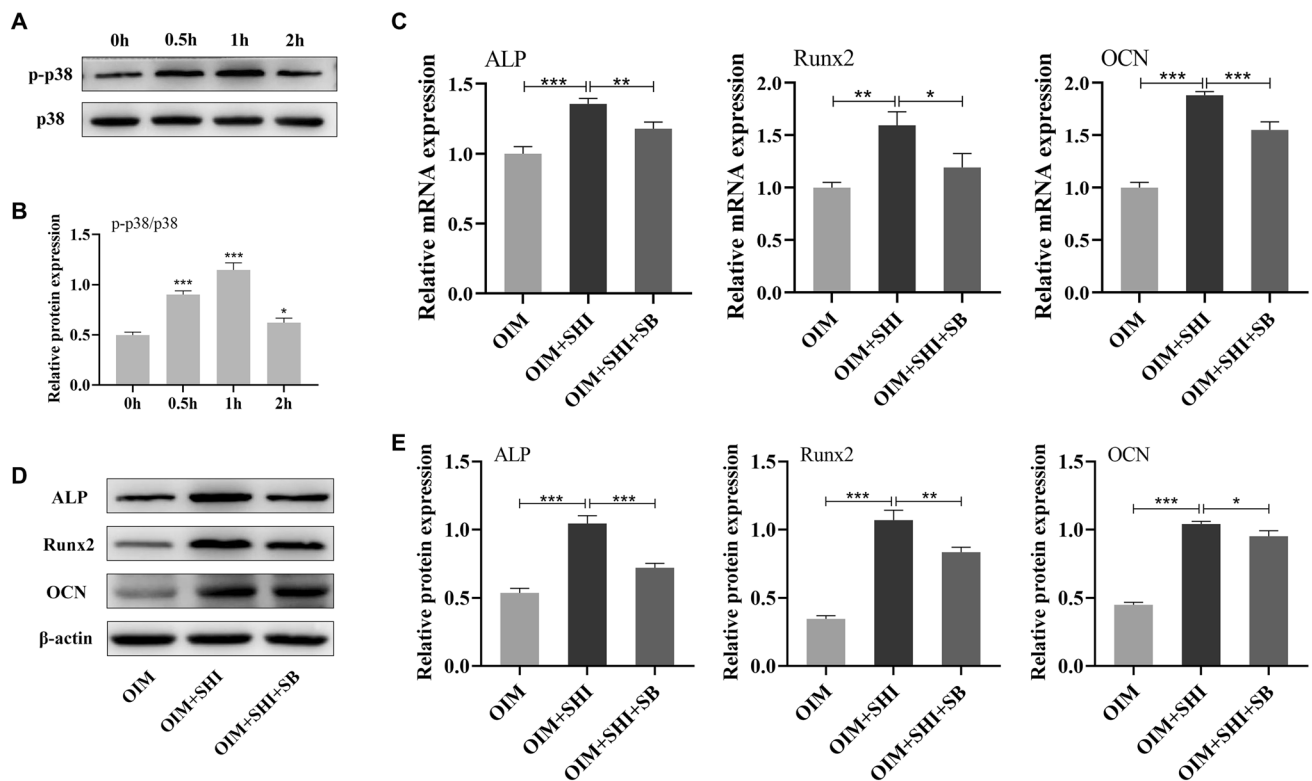 A
0h 0.5h 1h 2h
p-p38
p38
B
p-p38/p38
Relative protein expression
1.5
1.0
0.5
0.0
***
***
*
0h 0.5h 1h 2h
C
ALP
Relative mRNA expression
1.5
1.0
0.5
0.0
*** **
OIM
OIM+SHI
OIM+SHI+SB
Runx2
Relative mRNA expression
2.0
1.5
1.0
0.5
0.0
** *
OIM
OIM+SHI
OIM+SHI+SB
OCN
Relative mRNA expression
2.0
1.5
1.0
0.5
0.0
*** ***
OIM
OIM+SHI
OIM+SHI+SB
D
ALP
Runx2
OCN
β-actin
OIM
OIM+SHI
OIM+SHI+SB
E
ALP
Relative protein expression
1.5
1.0
0.5
0.0
*** ***
OIM
OIM+SHI
OIM+SHI+SB
Runx2
Relative protein expression
1.5
1.0
0.5
0.0
*** **
OIM
OIM+SHI
OIM+SHI+SB
OCN
Relative protein expression
1.5
1.0
0.5
0.0
*** *
OIM
OIM+SHI
OIM+SHI+SB